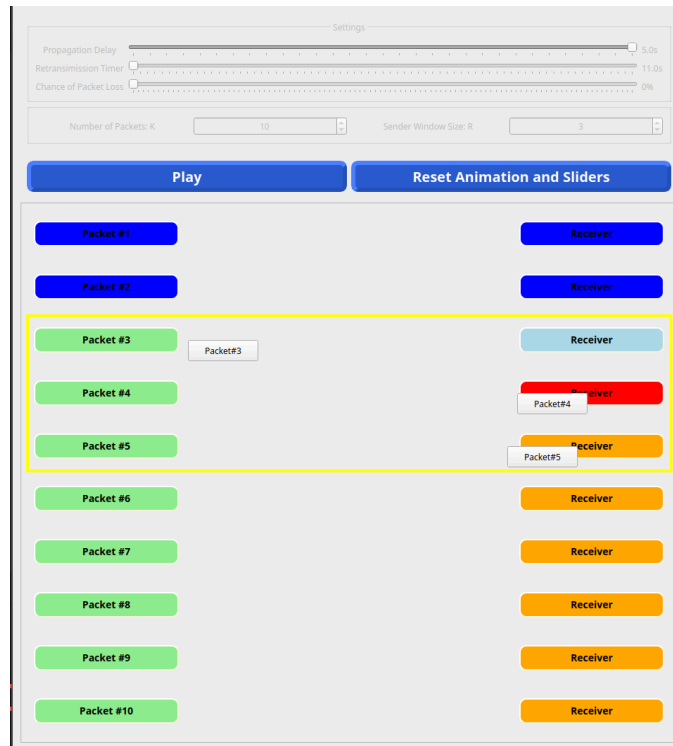 Settings
Propagation Delay 5.0s
Retransimission Timer 11.0s
Chance of Packet Loss 0%
Number of Packets: K 10 Sender Window Size: R 3
Play Reset Animation and Sliders
Packet #1 Receiver
Packet #2 Receiver
Packet #3 Packet#3 Receiver
Packet #4 Packet#4 eiver
Packet #5 Packet#5 Receiver
Packet #6 Receiver
Packet #7 Receiver
Packet #8 Receiver
Packet #9 Receiver
Packet #10 Receiver